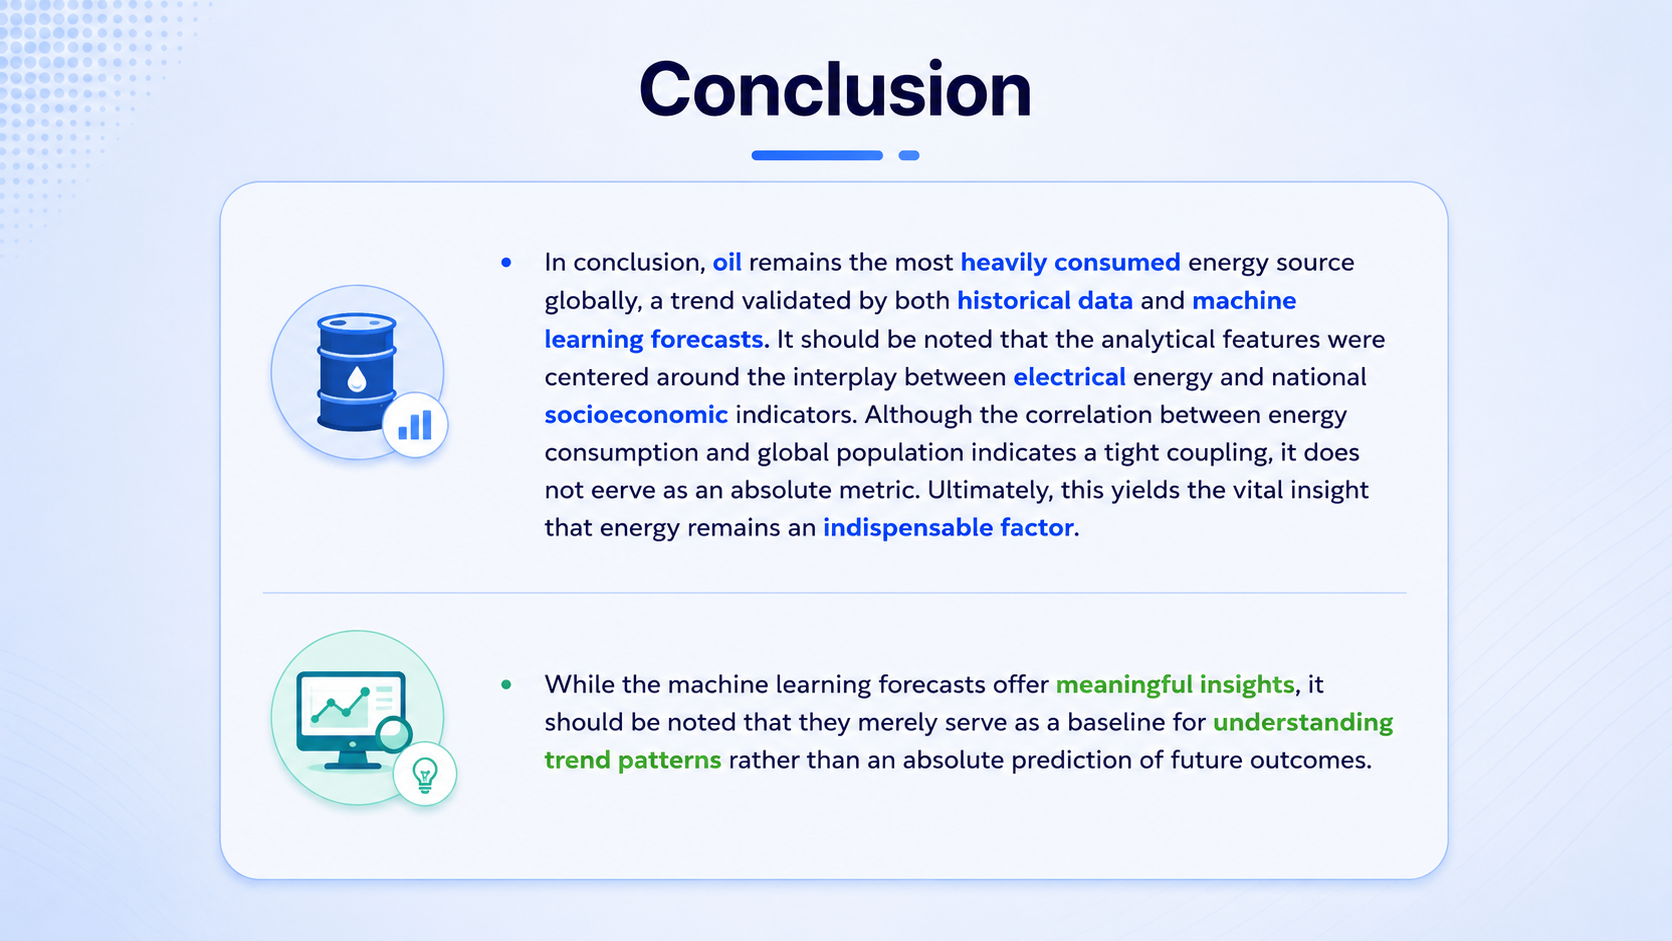 Conclusion
In conclusion, oil remains the most heavily consumed energy source
globally, a trend validated by both historical data and machine
learning forecasts. It should be noted that the analytical features were
centered around the interplay between electrical energy and national
socioeconomic indicators. Although the correlation between energy
consumption and global population indicates a tight coupling, it does
not eerve as an absolute metric. Ultimately, this yields the vital insight
that energy remains an indispensable factor.
While the machine learning forecasts offer meaningful insights, it
should be noted that they merely serve as a baseline for understanding
trend patterns rather than an absolute prediction of future outcomes.